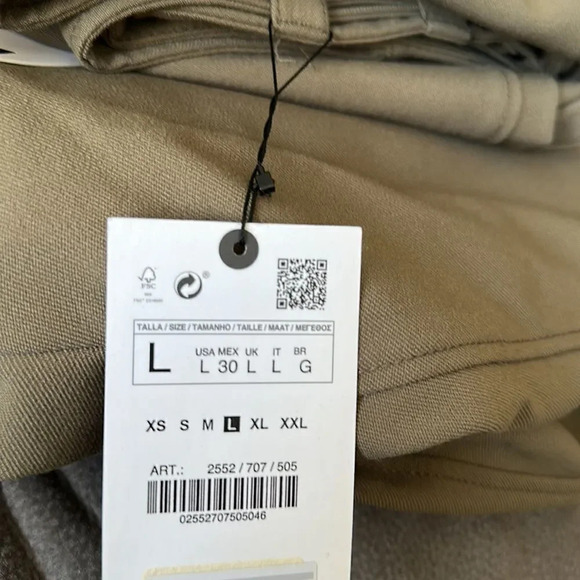 FSC
®
TALLA / SIZE / TAMANHO / TAILLE / MAAT / ΜΕΓΕΘΟΣ
L
USA MEX UK IT BR
L 30 L L G
XS S M L XL XXL
ART.: 2552 / 707 / 505
02552707505046